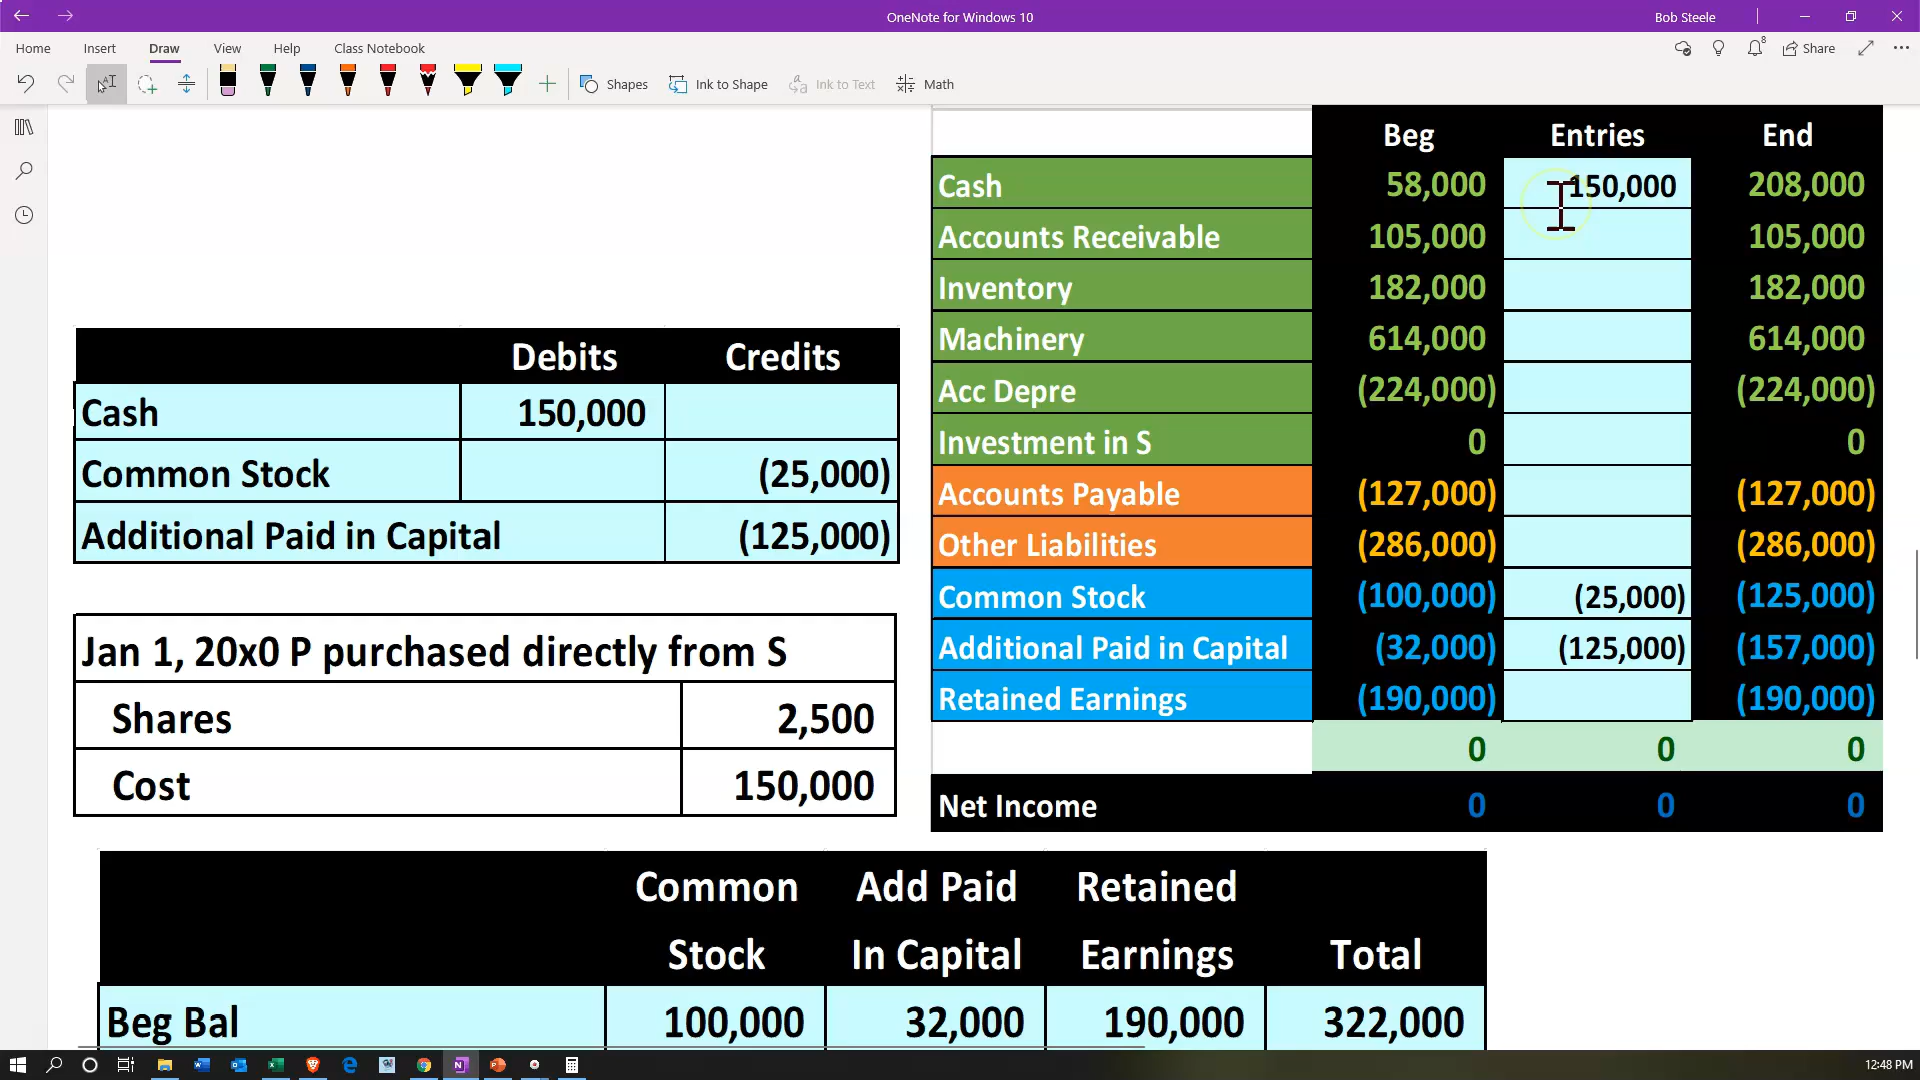 OneNote for Windows 10
Bob Steele
Home Insert Draw View Help Class Notebook
8
Share
Shapes
Ink to Shape
Ink to Text
Math
Debits Credits
Cash 150,000
Common Stock (25,000)
Additional Paid in Capital (125,000)
Jan 1, 20x0 P purchased directly from S
Shares 2,500
Cost 150,000
Beg Entries End
Cash 58,000 150,000 208,000
Accounts Receivable 105,000 105,000
Inventory 182,000 182,000
Machinery 614,000 614,000
Acc Depre (224,000) (224,000)
Investment in S 0 0
Accounts Payable (127,000) (127,000)
Other Liabilities (286,000) (286,000)
Common Stock (100,000) (25,000) (125,000)
Additional Paid in Capital (32,000) (125,000) (157,000)
Retained Earnings (190,000) (190,000)
0 0 0
Net Income 0 0 0
Common Add Paid Retained
Stock In Capital Earnings Total
Beg Bal 100,000 32,000 190,000 322,000
12:48 PM